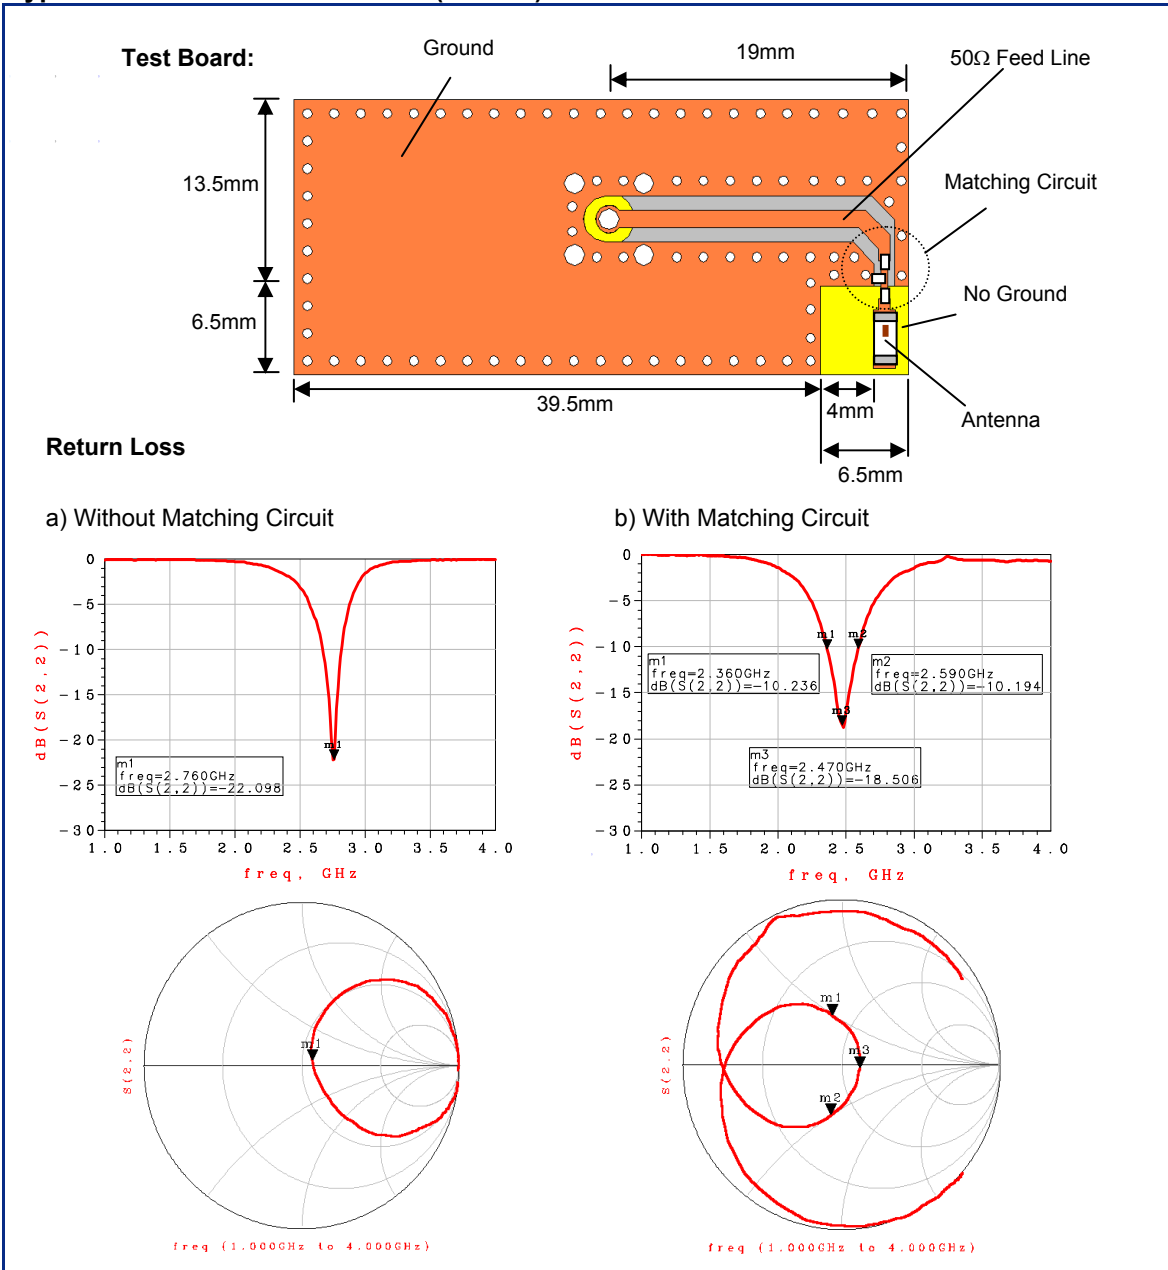 Test Board:
Ground
19mm
50Ω Feed Line
13.5mm
Matching Circuit
No Ground
6.5mm
39.5mm
4mm
Antenna
6.5mm
Return Loss
a) Without Matching Circuit
0
-5
-10
-15
-20
-25
-30
dB(S(2,2))
m1
m1
freq=2.760GHz
dB(S(2,2))=-22.098
1.0 1.5 2.0 2.5 3.0 3.5 4.0
freq, GHz
b) With Matching Circuit
0
-5
-10
-15
-20
-25
-30
dB(S(2,2))
m1 m2
m1
freq=2.360GHz
dB(S(2,2))=-10.236
m2
freq=2.590GHz
dB(S(2,2))=-10.194
m3
m3
freq=2.470GHz
dB(S(2,2))=-18.506
1.0 1.5 2.0 2.5 3.0 3.5 4.0
freq, GHz
m1
S(2,2)
freq (1.000GHz to 4.000GHz)
m1
m3
m2
S(2,2)
freq (1.000GHz to 4.000GHz)